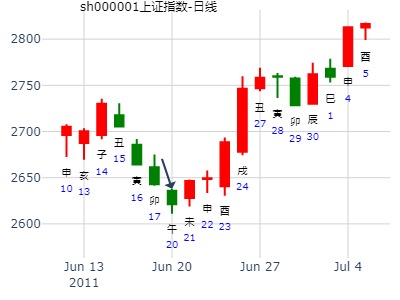 sh000001上证指数-日线
2800
2750
2700
2650
2600
申
10
亥
13
子
14
丑
15
寅
16
卯
17
午
20
未
21
申
22
酉
23
戌
24
丑
27
寅
28
卯
29
辰
30
巳
1
申
4
酉
5
Jun 13
2011
Jun 20
Jun 27
Jul 4